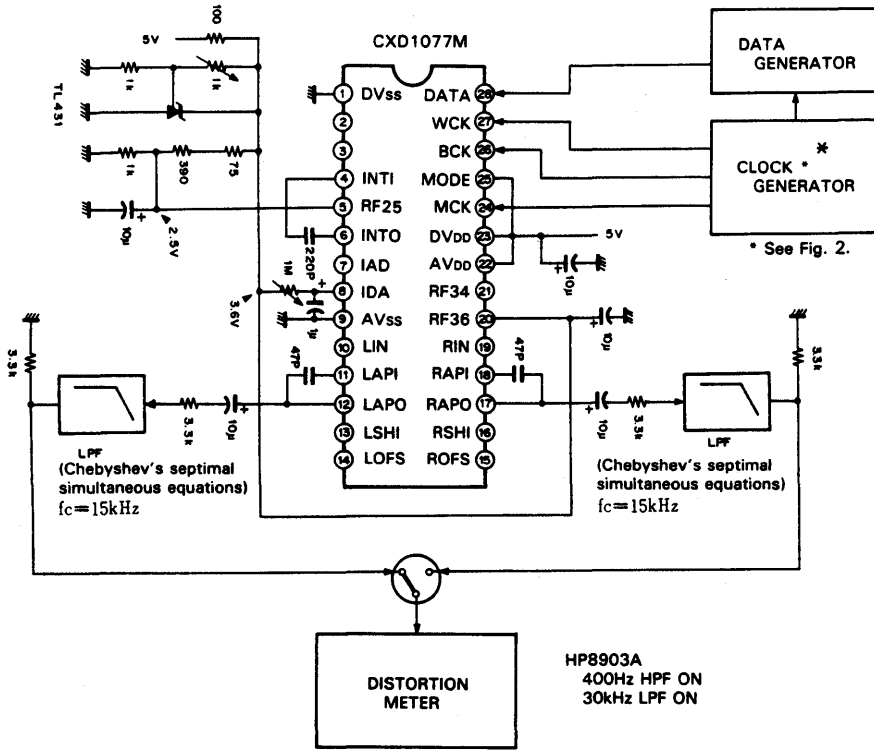 100
5V
CXD1077M
DATA
GENERATOR
1k
1k
TL431
1k
390
75
10μ
2.5V
220P
1M
3.6V
1μ
47P
1 DVss
2
3
4 INTI
5 RF25
6 INTO
7 IAD
8 IDA
9 AVss
10 LIN
11 LAPI
12 LAPO
13 LSHI
14 LOFS
DATA 28
WCK 27
BCK 26
MODE 25
MCK 24
DVDD 23
AVDD 22
RF34 21
RF36 20
RIN 19
RAPI 18
RAPO 17
RSHI 16
ROFS 15
*
CLOCK *
GENERATOR
5V
* See Fig. 2.
10μ
10μ
47P
3.3k
3.3k
10μ
LPF
(Chebyshev's septimal
simultaneous equations)
fc=15kHz
10μ
3.3k
3.3k
LPF
(Chebyshev's septimal
simultaneous equations)
fc=15kHz
DISTORTION
METER
HP8903A
400Hz HPF ON
30kHz LPF ON